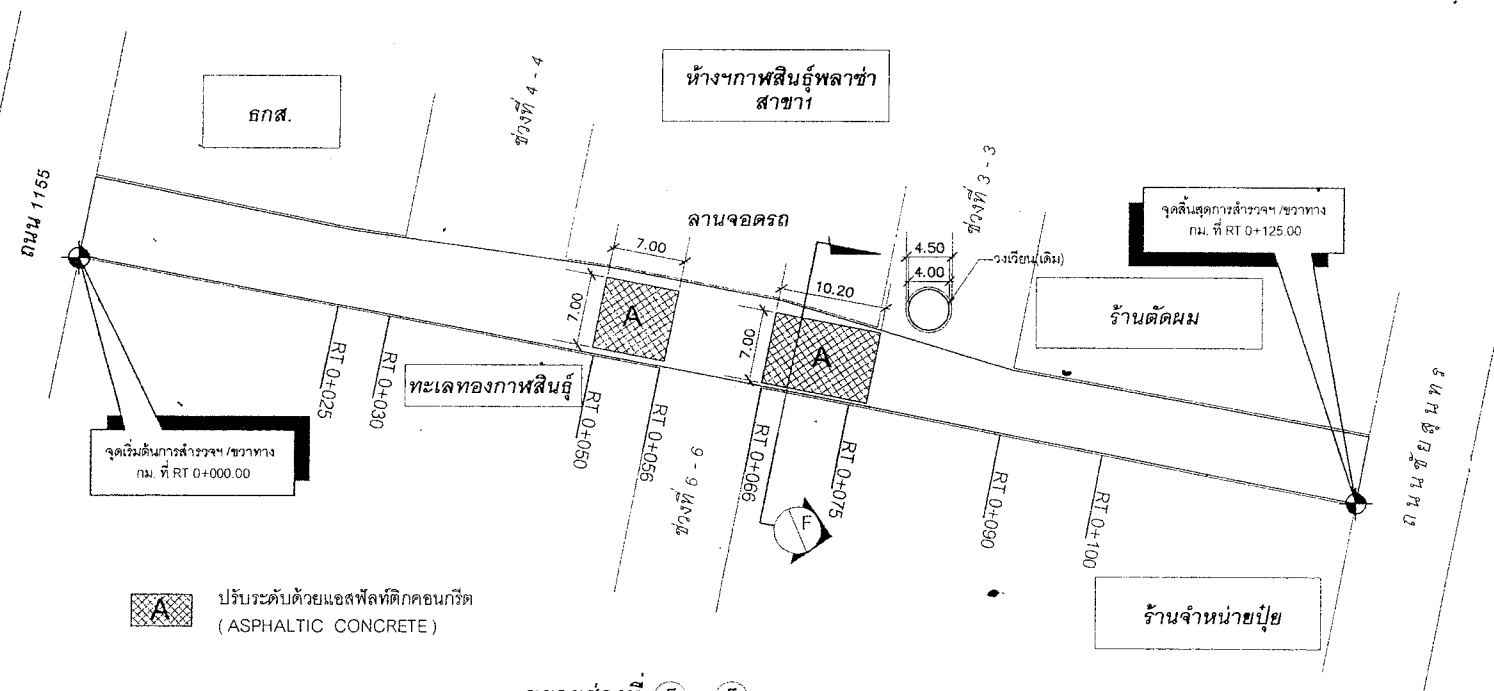 ธกส.
ช่วงที่ 4 - 4
ห้างฯกาฬสินธุ์พลาซ่า
สาขา1
ถนน 1155
ลานจอดรถ
ช่วงที่ 3 - 3
จุดสิ้นสุดการสำรวจฯ/ขวาทาง
กม. ที่ RT 0+125.00
7.00
4.50
วงเวียน(เดิม)
4.00
10.20
7.00
A
7.00
A
ร้านตัดผม
RT 0+025
RT 0+030
ทะเลทองกาฬสินธุ์
RT 0+050
RT 0+056
ช่วงที่ 9 - 9
RT 0+066
RT 0+075
RT 0+090
RT 0+100
ถนนชัยสุนทร
จุดเริ่มต้นการสำรวจฯ/ขวาทาง
กม. ที่ RT 0+000.00
F
A
ปรับระดับด้วยแอสฟัลท์ติกคอนกรีต
( ASPHALTIC CONCRETE )
ร้านจำหน่ายปุ๋ย